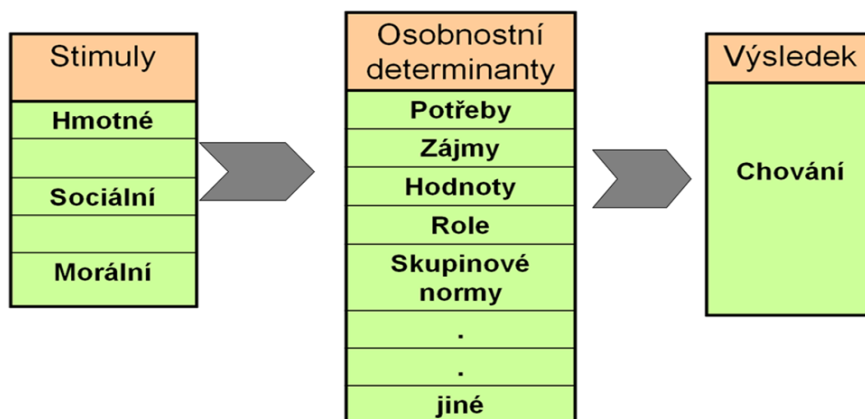 Stimuly
Hmotné
Sociální
Morální
Osobnostní
determinanty
Potřeby
Zájmy
Hodnoty
Role
Skupinové
normy
.
.
jiné
Výsledek
Chování